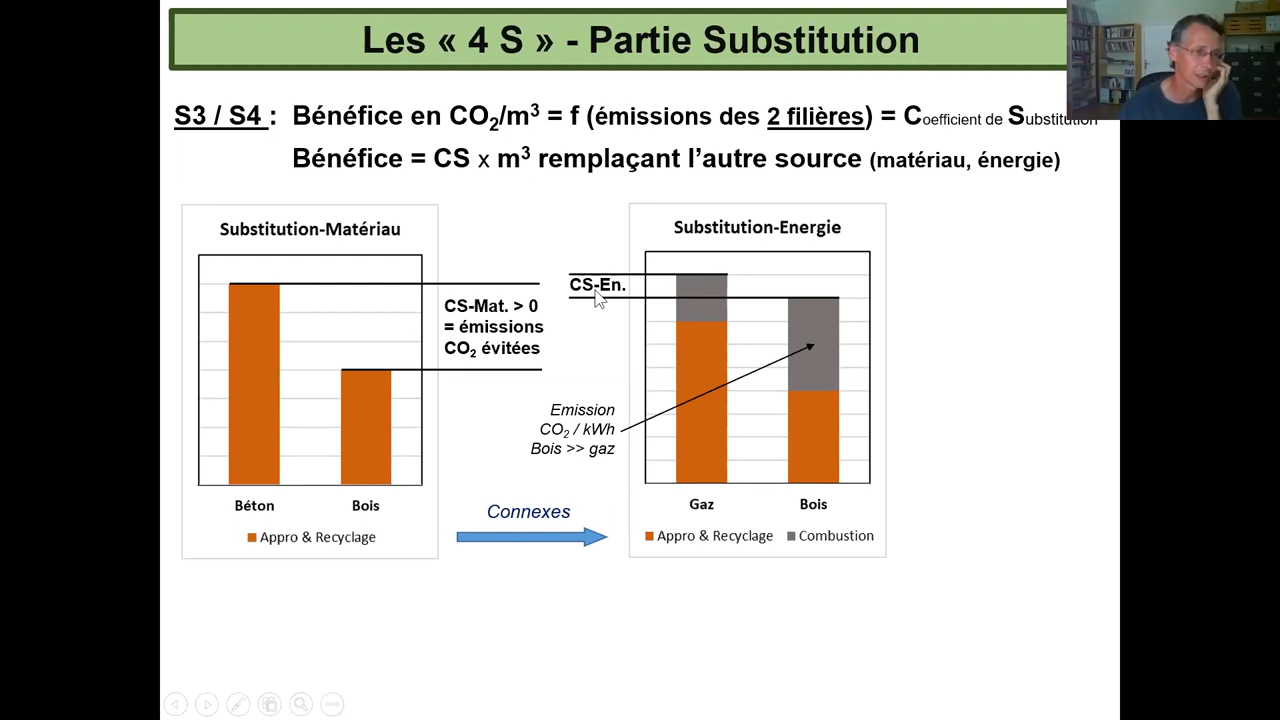 Les « 4 S » - Partie Substitution
S3 / S4 : Bénéfice en CO₂/m³ = f (émissions des 2 filières) = Coefficient de Substitution
Bénéfice = CS x m³ remplaçant l’autre source (matériau, énergie)
Substitution-Matériau
CS-Mat. > 0
= émissions
CO₂ évitées
Béton Bois
Appro & Recyclage
Connexes
Substitution-Energie
CS-En.
Emission
CO₂ / kWh
Bois >> gaz
Gaz Bois
Appro & Recyclage Combustion